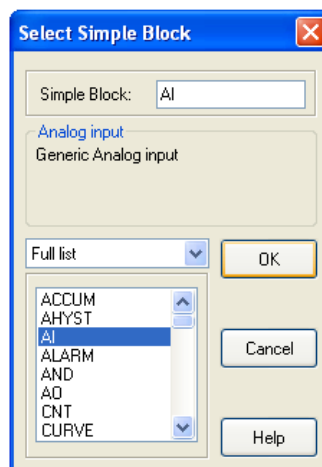 Select Simple Block
Simple Block: AI
Analog input
Generic Analog input
Full list
OK
ACCUM
AHYST
AI
ALARM
AND
AO
CNT
CURVE
Cancel
Help